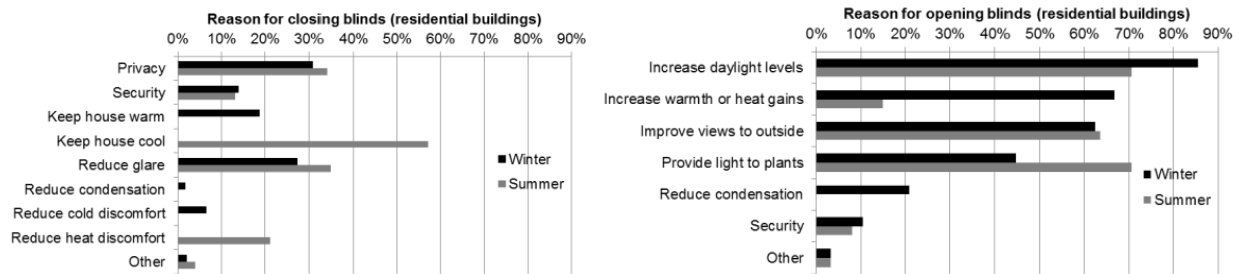 Reason for closing blinds (residential buildings)
0% 10% 20% 30% 40% 50% 60% 70% 80% 90%
Privacy
Security
Keep house warm
Keep house cool
Reduce glare
Reduce condensation
Reduce cold discomfort
Reduce heat discomfort
Other
Winter
Summer
Reason for opening blinds (residential buildings)
0% 10% 20% 30% 40% 50% 60% 70% 80% 90%
Increase daylight levels
Increase warmth or heat gains
Improve views to outside
Provide light to plants
Reduce condensation
Security
Other
Winter
Summer